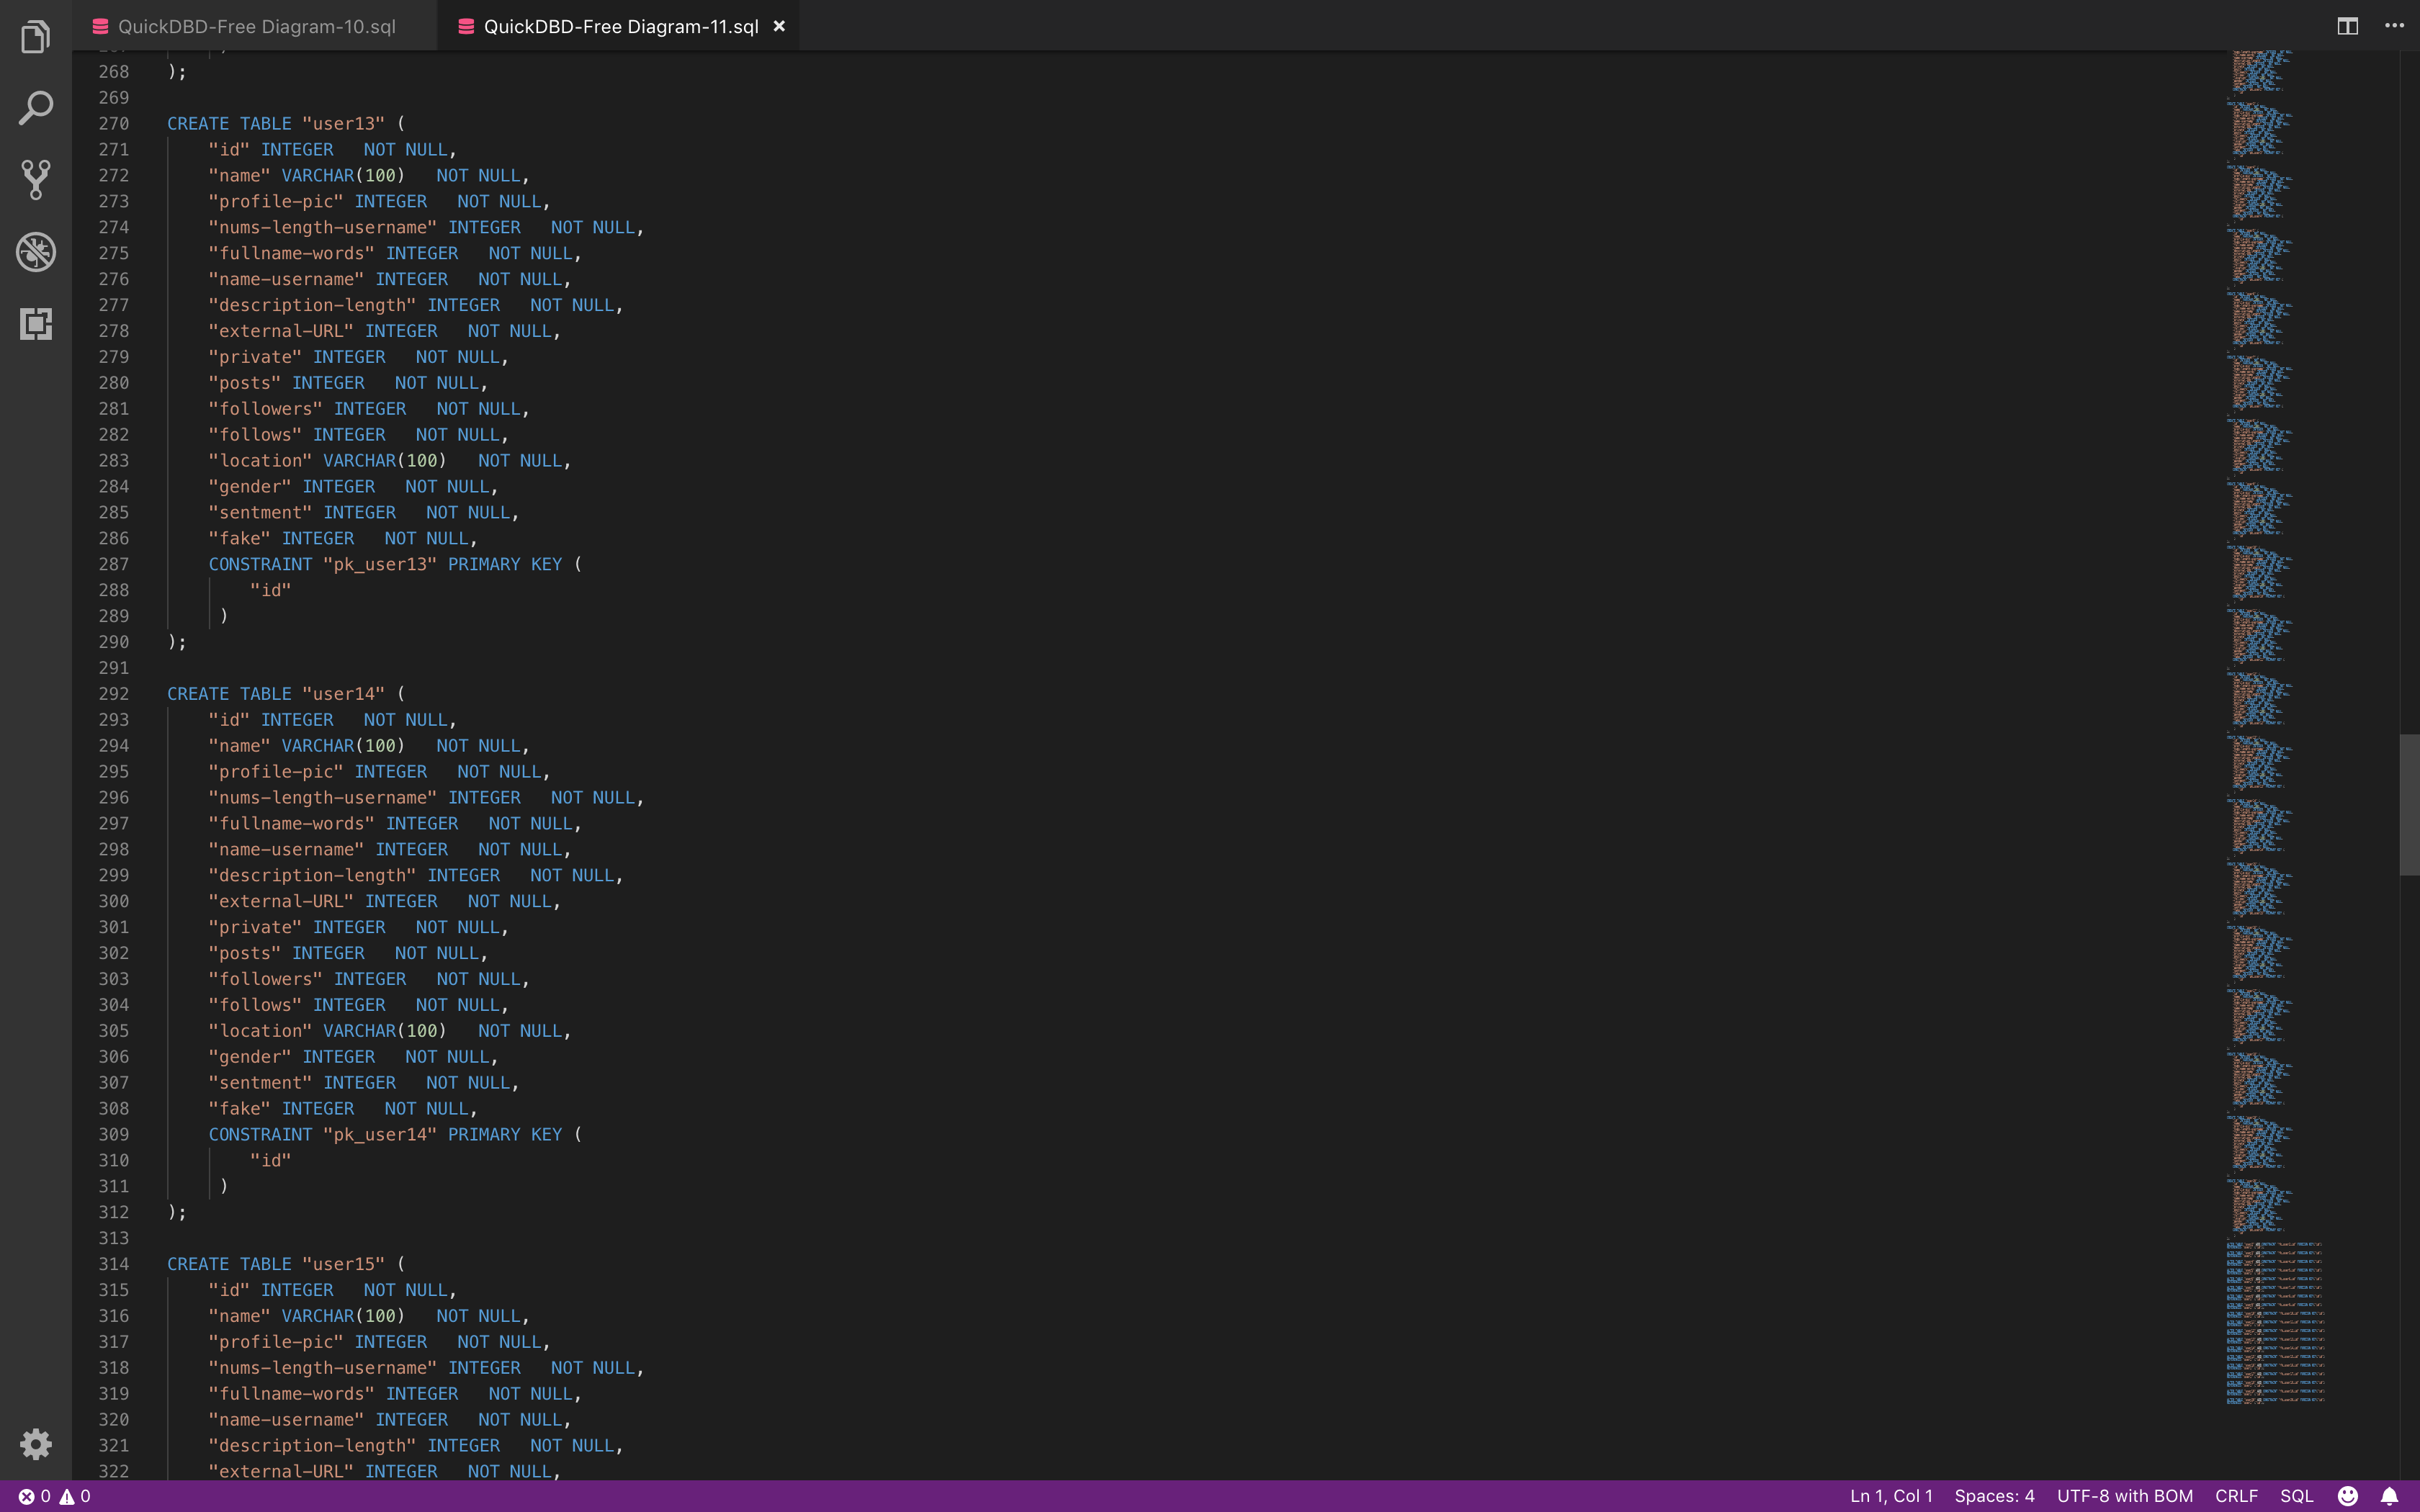 QuickDBD-Free Diagram-10.sql QuickDBD-Free Diagram-11.sql
268 );
269
270 CREATE TABLE "user13" (
271 "id" INTEGER NOT NULL,
272 "name" VARCHAR(100) NOT NULL,
273 "profile-pic" INTEGER NOT NULL,
274 "nums-length-username" INTEGER NOT NULL,
275 "fullname-words" INTEGER NOT NULL,
276 "name-username" INTEGER NOT NULL,
277 "description-length" INTEGER NOT NULL,
278 "external-URL" INTEGER NOT NULL,
279 "private" INTEGER NOT NULL,
280 "posts" INTEGER NOT NULL,
281 "followers" INTEGER NOT NULL,
282 "follows" INTEGER NOT NULL,
283 "location" VARCHAR(100) NOT NULL,
284 "gender" INTEGER NOT NULL,
285 "sentment" INTEGER NOT NULL,
286 "fake" INTEGER NOT NULL,
287 CONSTRAINT "pk_user13" PRIMARY KEY (
288 "id"
289 )
290 );
291
292 CREATE TABLE "user14" (
293 "id" INTEGER NOT NULL,
294 "name" VARCHAR(100) NOT NULL,
295 "profile-pic" INTEGER NOT NULL,
296 "nums-length-username" INTEGER NOT NULL,
297 "fullname-words" INTEGER NOT NULL,
298 "name-username" INTEGER NOT NULL,
299 "description-length" INTEGER NOT NULL,
300 "external-URL" INTEGER NOT NULL,
301 "private" INTEGER NOT NULL,
302 "posts" INTEGER NOT NULL,
303 "followers" INTEGER NOT NULL,
304 "follows" INTEGER NOT NULL,
305 "location" VARCHAR(100) NOT NULL,
306 "gender" INTEGER NOT NULL,
307 "sentment" INTEGER NOT NULL,
308 "fake" INTEGER NOT NULL,
309 CONSTRAINT "pk_user14" PRIMARY KEY (
310 "id"
311 )
312 );
313
314 CREATE TABLE "user15" (
315 "id" INTEGER NOT NULL,
316 "name" VARCHAR(100) NOT NULL,
317 "profile-pic" INTEGER NOT NULL,
318 "nums-length-username" INTEGER NOT NULL,
319 "fullname-words" INTEGER NOT NULL,
320 "name-username" INTEGER NOT NULL,
321 "description-length" INTEGER NOT NULL,
322 "external-URL" INTEGER NOT NULL,
0 0 Ln 1, Col 1 Spaces: 4 UTF-8 with BOM CRLF SQL